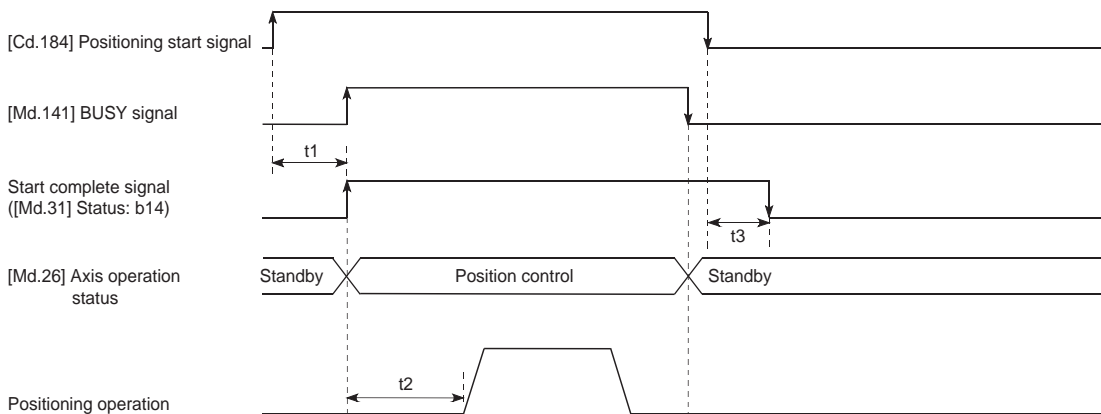 [Cd.184] Positioning start signal
[Md.141] BUSY signal
t1
Start complete signal
([Md.31] Status: b14)
t3
[Md.26] Axis operation
status
Standby
Position control
Standby
t2
Positioning operation